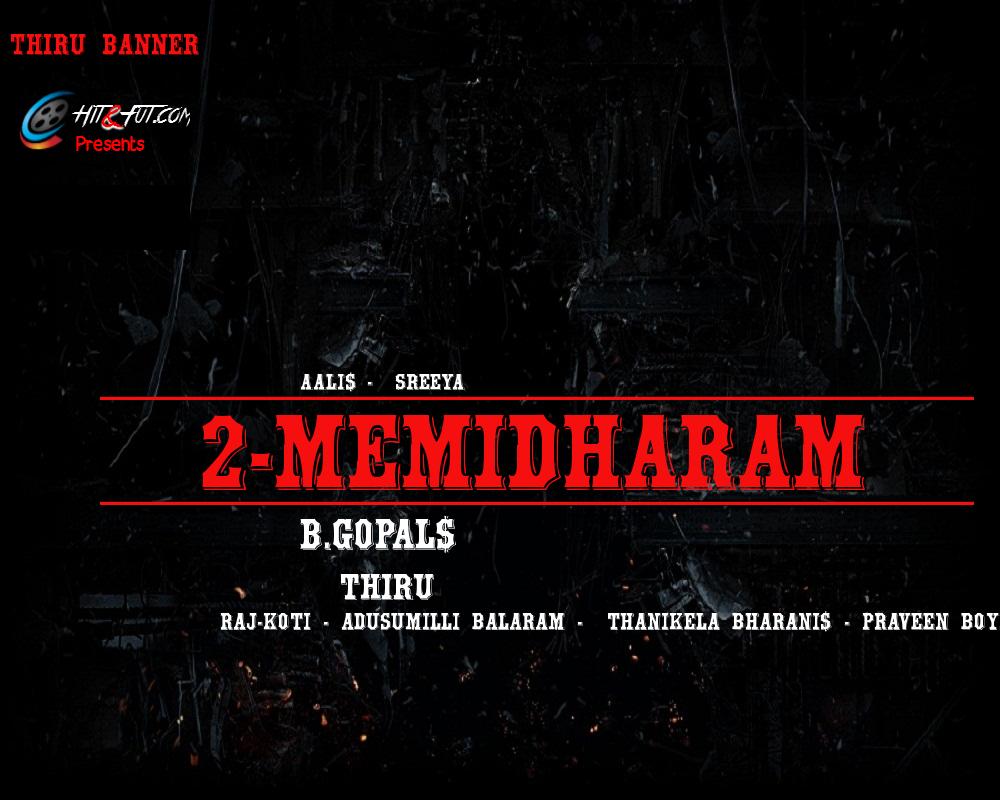 THIRU BANNER
HIT&FUT.COM
Presents
AALI$ - SREEYA
2-MEMIDHARAM
B.GOPAL$
THIRU
RAJ-KOTI - ADUSUMILLI BALARAM - THANIKELA BHARANI$ - PRAVEEN BOY